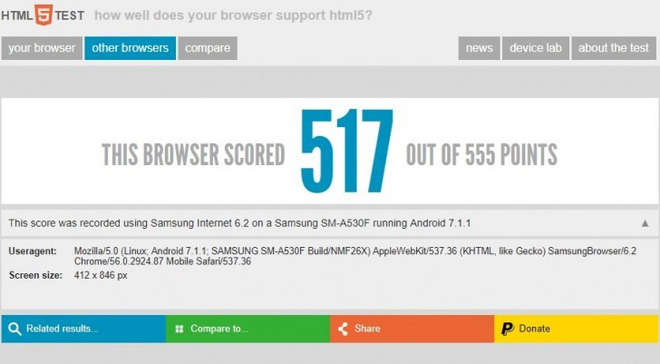 HTML 5 TEST how well does your browser support html5?
your browser other browsers compare news device lab about the test
THIS BROWSER SCORED 517 OUT OF 555 POINTS
This score was recorded using Samsung Internet 6.2 on a Samsung SM-A530F running Android 7.1.1
Useragent: Mozilla/5.0 (Linux; Android 7.1.1; SAMSUNG SM-A530F Build/NMF26X) AppleWebKit/537.36 (KHTML, like Gecko) SamsungBrowser/6.2
Chrome/56.0.2924.87 Mobile Safari/537.36
Screen size: 412 x 846 px
Related results... Compare to... Share Donate